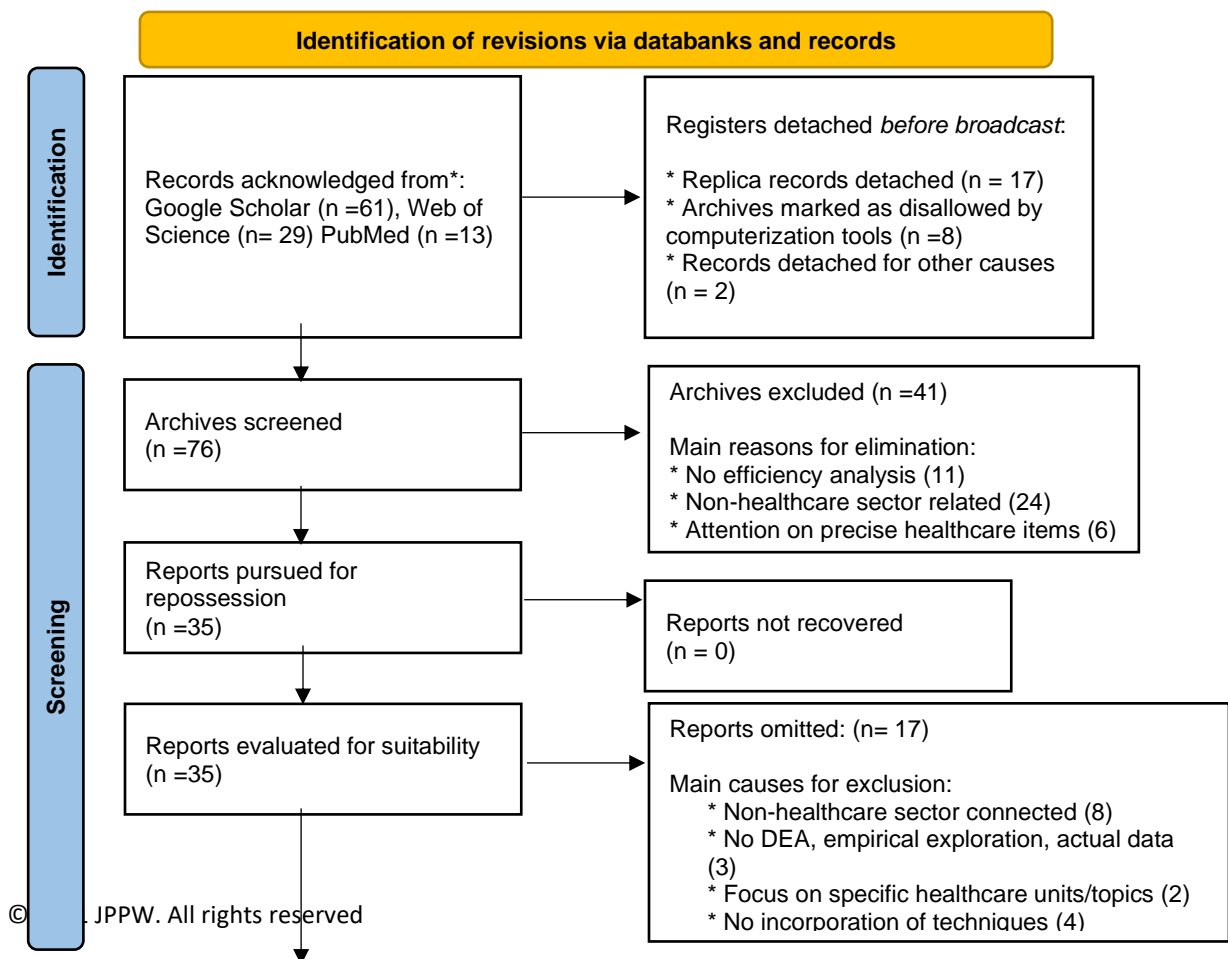 Identification of revisions via databanks and records
Identification
Records acknowledged from*:
Google Scholar (n =61), Web of
Science (n= 29) PubMed (n =13)
Registers detached before broadcast:
* Replica records detached (n = 17)
* Archives marked as disallowed by
computerization tools (n =8)
* Records detached for other causes
(n = 2)
Screening
Archives screened
(n =76)
Archives excluded (n =41)
Main reasons for elimination:
* No efficiency analysis (11)
* Non-healthcare sector related (24)
* Attention on precise healthcare items (6)
Reports pursued for
repossession
(n =35)
Reports not recovered
(n = 0)
Reports evaluated for suitability
(n =35)
Reports omitted: (n= 17)
Main causes for exclusion:
* Non-healthcare sector connected (8)
* No DEA, empirical exploration, actual data
(3)
* Focus on specific healthcare units/topics (2)
* No incorporation of techniques (4)
© JPPW. All rights reserved